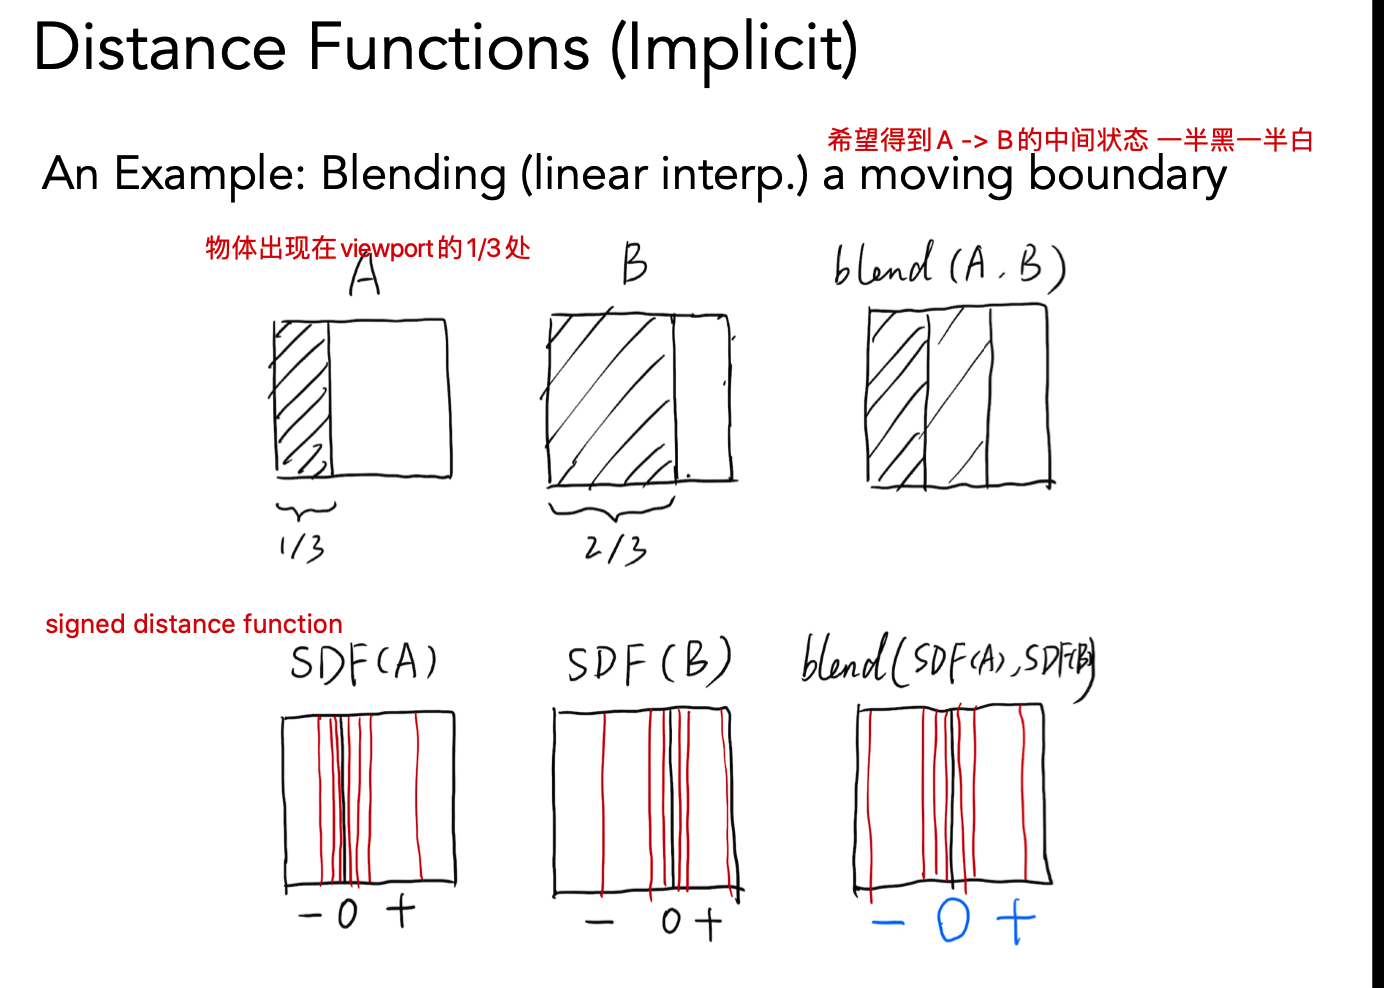 Distance Functions (Implicit)
希望得到A -> B的中间状态 一半黑一半白
An Example: Blending (linear interp.) a moving boundary
物体出现在viewport的1/3处
A
B
blend(A, B)
1/3
2/3
signed distance function
SDF(A)
SDF(B)
blend(SDF(A), SDF(B))
- 0 +
- 0 +
- 0 +